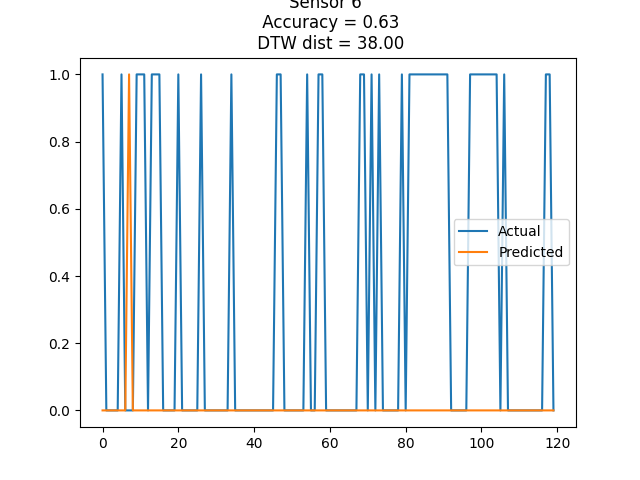 Sensor 6
Accuracy = 0.63
DTW dist = 38.00
1.0
0.8
0.6
0.4
0.2
0.0
Actual
Predicted
0 20 40 60 80 100 120